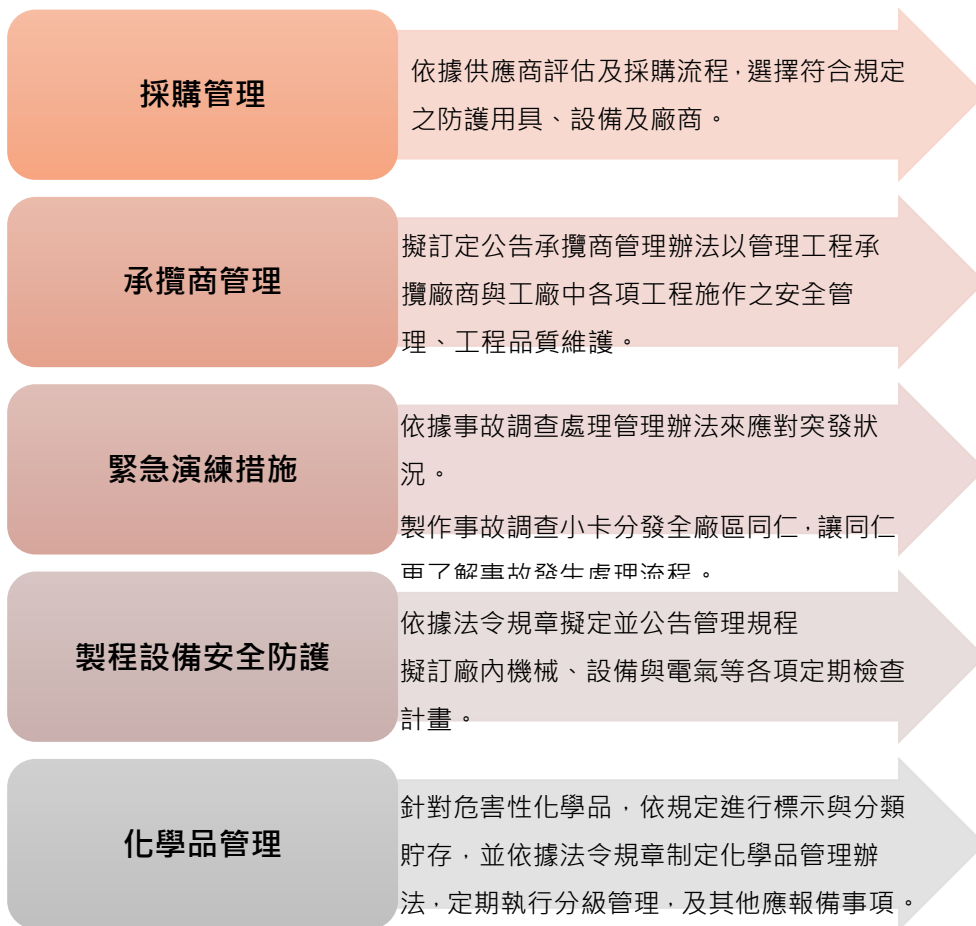 採購管理
依據供應商評估及採購流程，選擇符合規定
之防護用具、設備及廠商。
承攬商管理
擬訂定公告承攬商管理辦法以管理工程承
攬廠商與工廠中各項工程施作之安全管
理、工程品質維護。
緊急演練措施
依據事故調查處理管理辦法來應對突發狀
況。
製作事故調查小卡分發全廠區同仁，讓同仁
更了解事故發生處理流程。
製程設備安全防護
依據法令規章擬定並公告管理規程
擬訂廠內機械、設備與電氣等各項定期檢查
計畫。
化學品管理
針對危害性化學品，依規定進行標示與分類
貯存，並依據法令規章制定化學品管理辦
法，定期執行分級管理，及其他應報備事項。